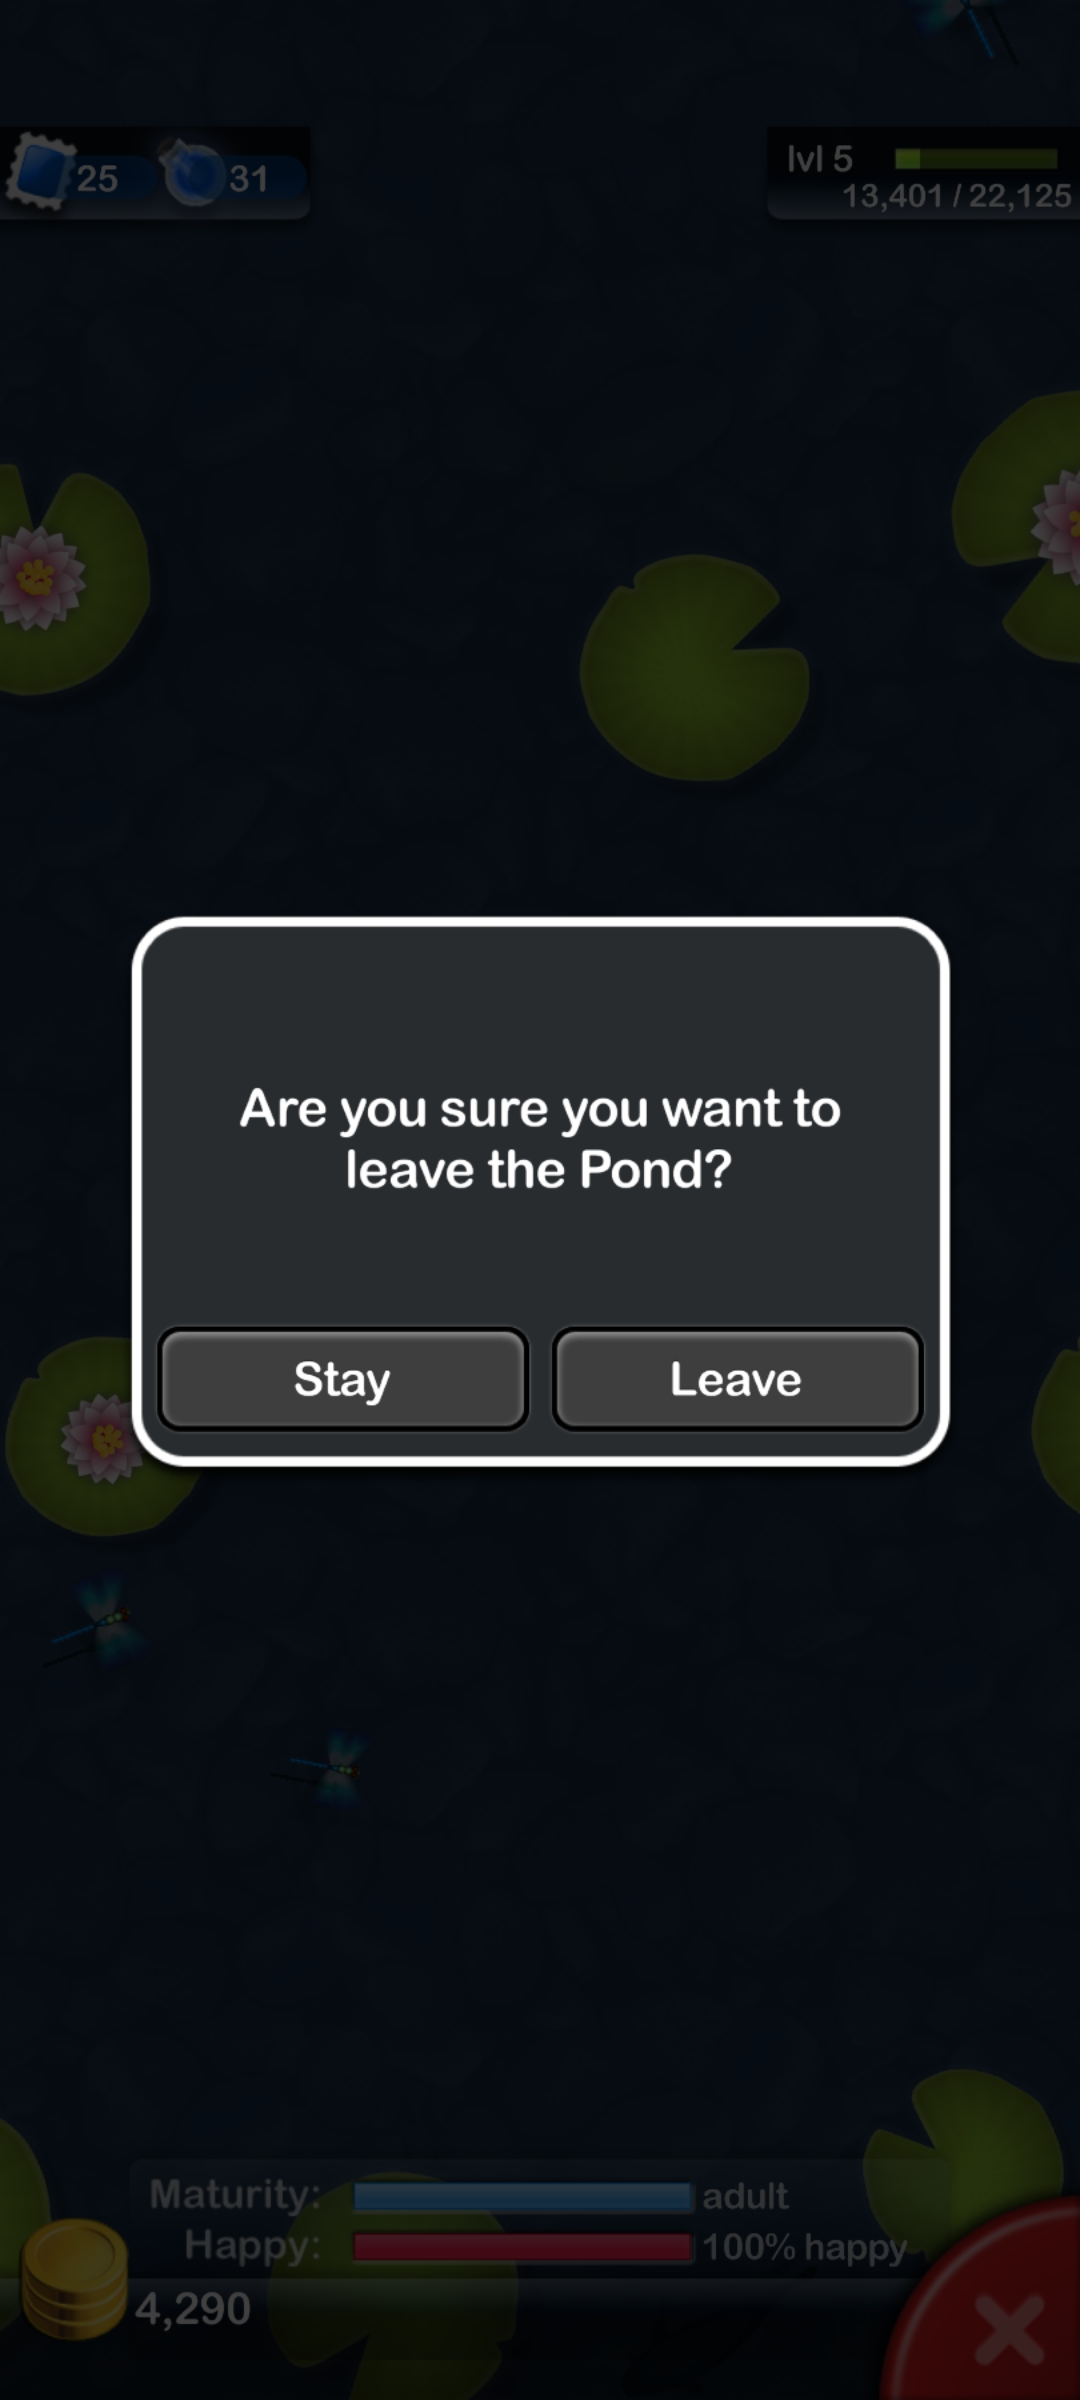 25 31
lvl 5
13,401 / 22,125
Are you sure you want to
leave the Pond?
Stay Leave
Maturity: adult
Happy: 100% happy
4,290